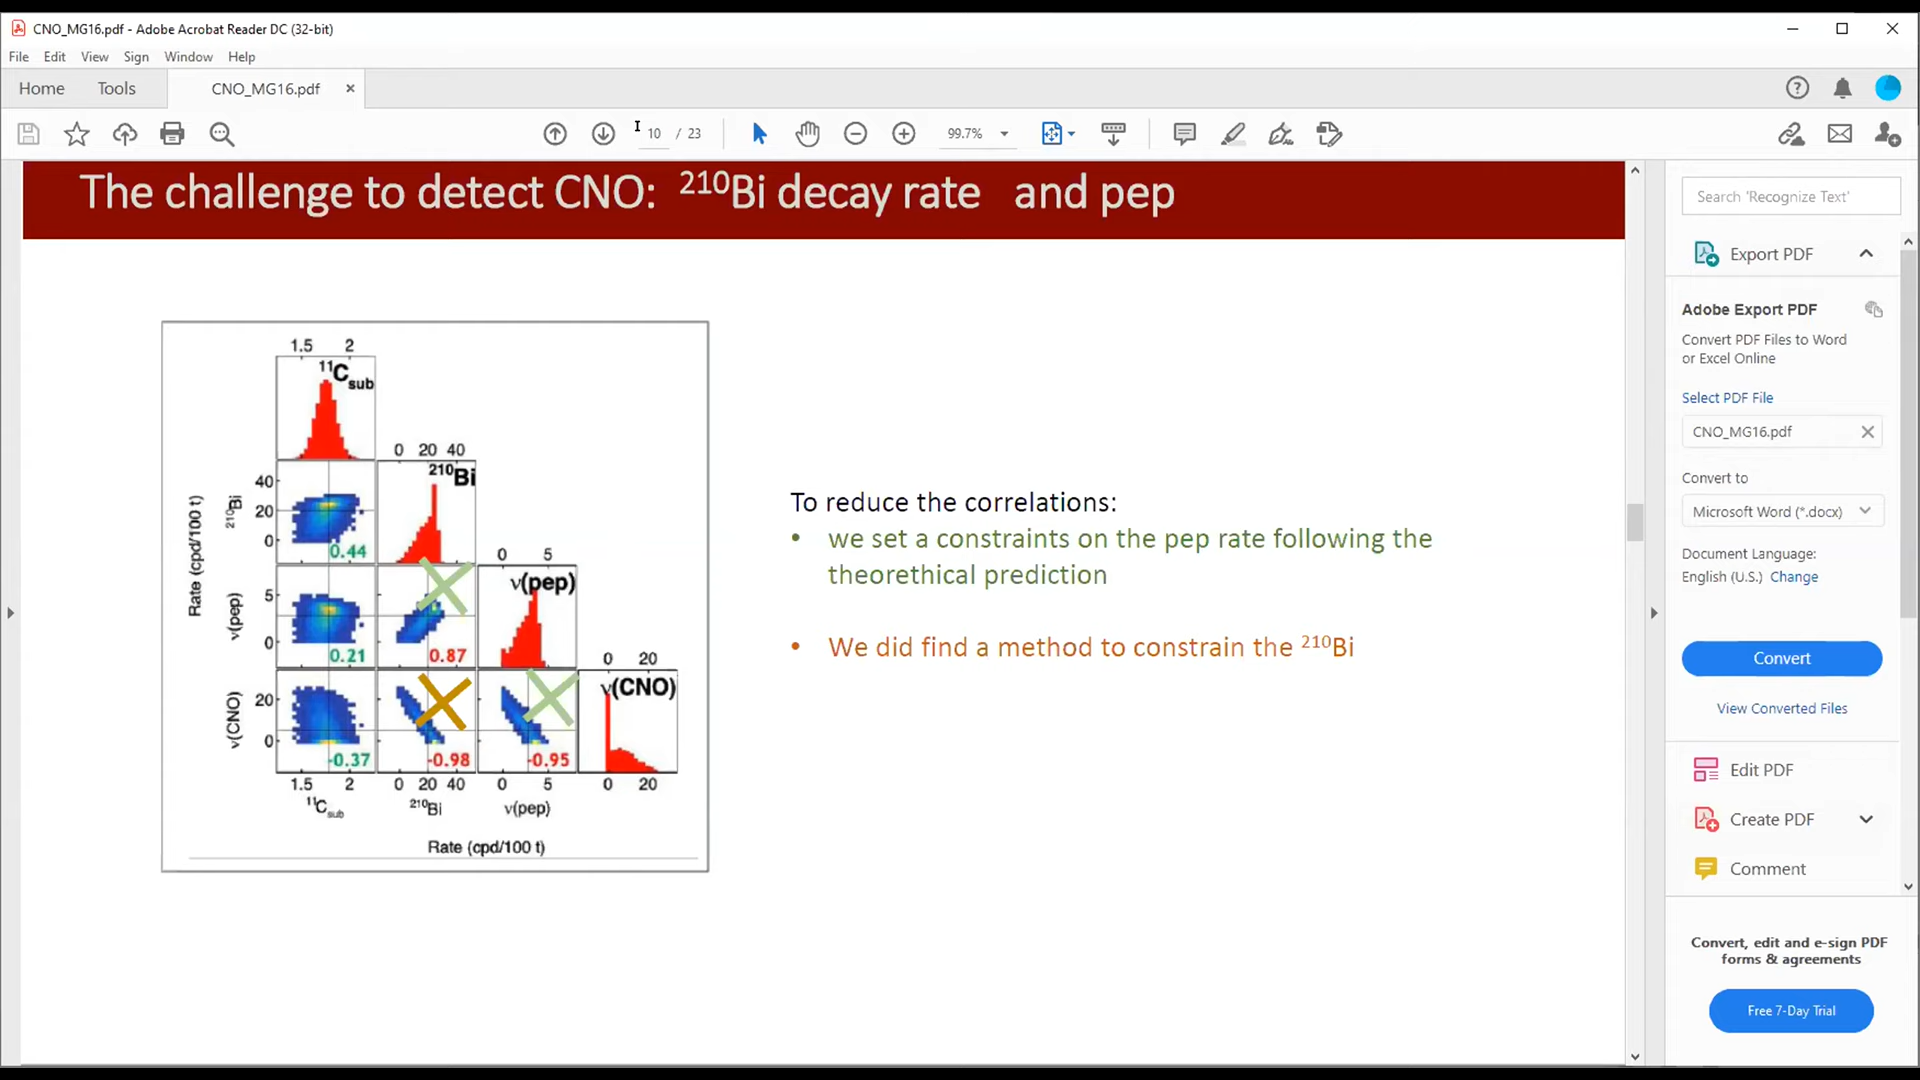 CNO_MG16.pdf - Adobe Acrobat Reader DC (32-bit)
File Edit View Sign Window Help
Home Tools CNO_MG16.pdf ×
10 / 23 99.7%
The challenge to detect CNO: ²¹⁰Bi decay rate and pep
1.5 2
¹¹Csub
0 20 40
²¹⁰Bi
40
20
0
²¹⁰Bi
0.44
0 5
ν(pep)
5
0
ν(pep)
0.21 0.87
0 20
ν(CNO)
20
0
ν(CNO)
-0.37 -0.98 -0.95
1.5 2 0 20 40 0 5 0 20
¹¹Csub ²¹⁰Bi ν(pep)
Rate (cpd/100 t)
Rate (cpd/100 t)
To reduce the correlations:
• we set a constraints on the pep rate following the
theorethical prediction
• We did find a method to constrain the ²¹⁰Bi
Search 'Recognize Text'
Export PDF
Adobe Export PDF
Convert PDF Files to Word
or Excel Online
Select PDF File
CNO_MG16.pdf
Convert to
Microsoft Word (*.docx)
Document Language:
English (U.S.) Change
Convert
View Converted Files
Edit PDF
Create PDF
Comment
Convert, edit and e-sign PDF
forms & agreements
Free 7-Day Trial